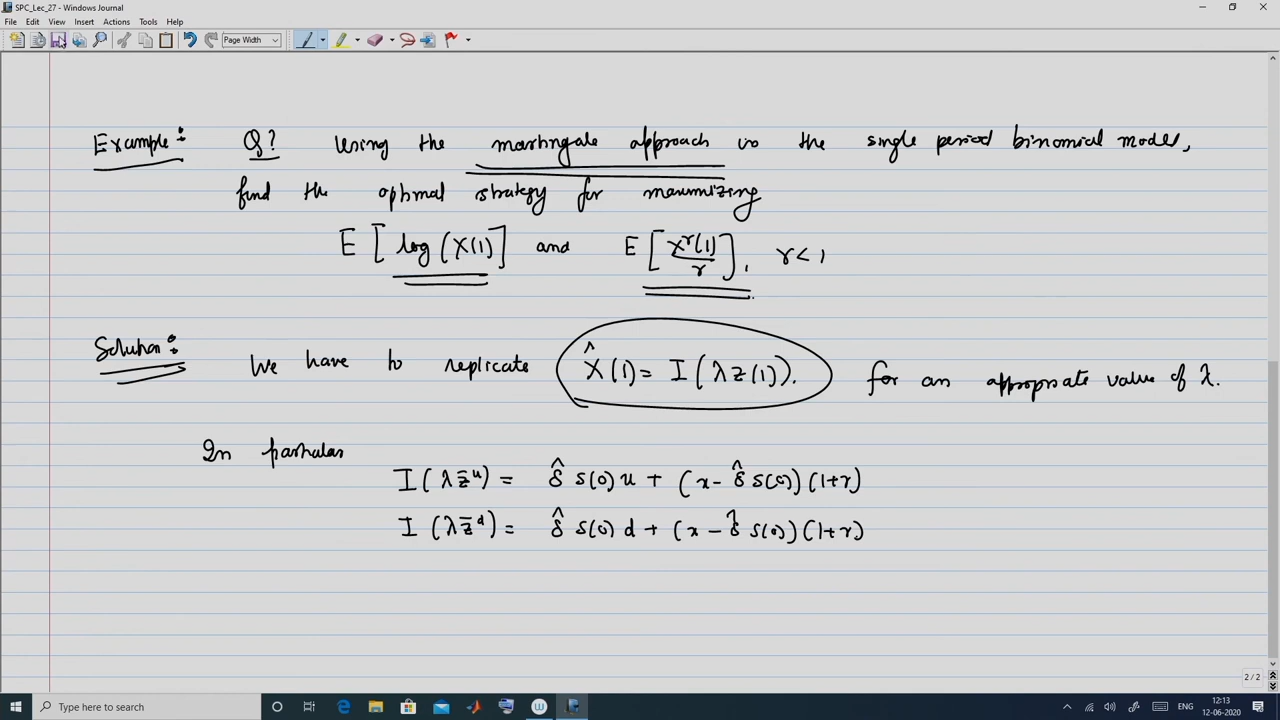 SPC_Lec_27 - Windows Journal
File Edit View Insert Actions Tools Help
Page Width
Example: Q? Using the martingale approach in the single period binomial model,
find the optimal strategy for maximizing
E [log (X(1)] and E [X^γ(1)/γ], γ < 1
Solution: We have to replicate X̂(1) = I(λ Z(1)). for an appropriate value of λ.
In particular
I(λ z̄^u) = δ̂ S(0) u + (x - δ̂ S(0)) (1+r)
I(λ z̄^d) = δ̂ S(0) d + (x - δ̂ S(0)) (1+r)
2/2
Type here to search
ENG
12:13
12-06-2020